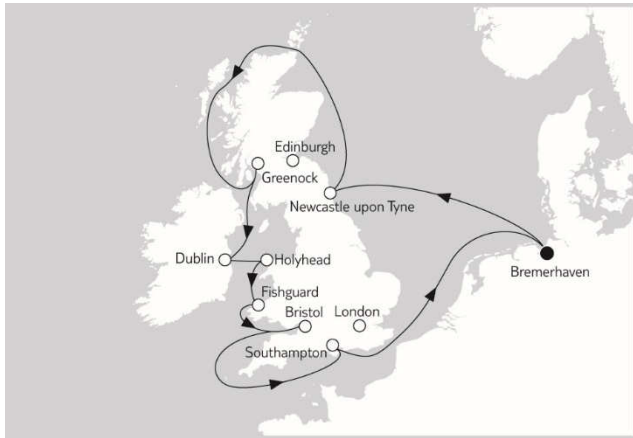 Edinburgh
Greenock
Newcastle upon Tyne
Dublin
Holyhead
Bremerhaven
Fishguard
Bristol
London
Southampton